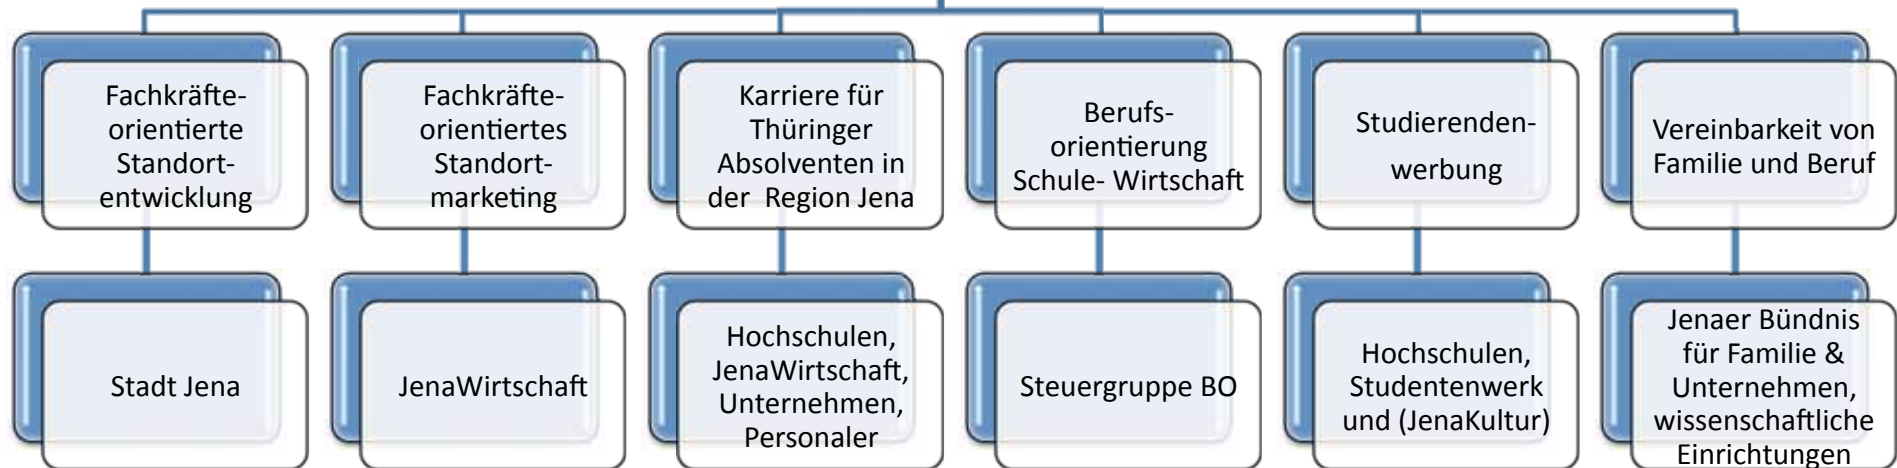 Fachkräfte-
orientierte
Standort-
entwicklung
Fachkräfte-
orientiertes
Standort-
marketing
Karriere für
Thüringer
Absolventen in
der Region Jena
Berufs-
orientierung
Schule- Wirtschaft
Studierenden-
werbung
Vereinbarkeit von
Familie und Beruf
Stadt Jena
JenaWirtschaft
Hochschulen,
JenaWirtschaft,
Unternehmen,
Personaler
Steuergruppe BO
Hochschulen,
Studentenwerk
und (JenaKultur)
Jenaer Bündnis
für Familie &
Unternehmen,
wissenschaftliche
Einrichtungen